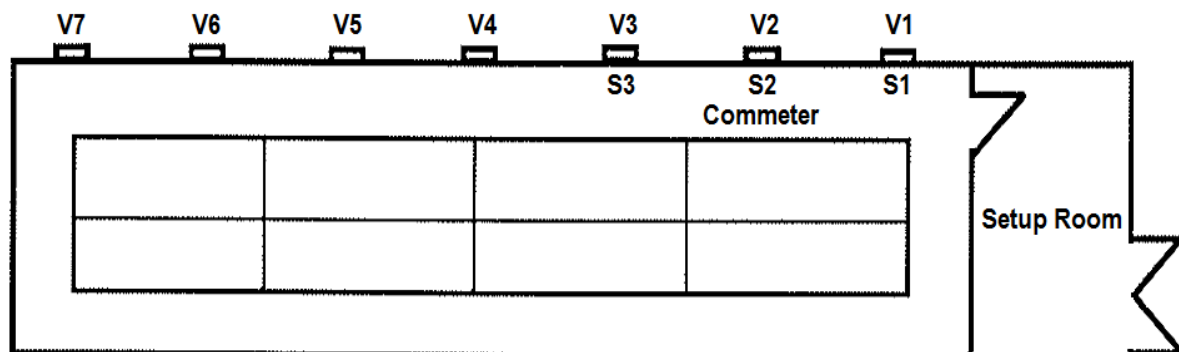 V7 V6 V5 V4 V3 V2 V1
S3 S2 S1
Commeter
Setup Room